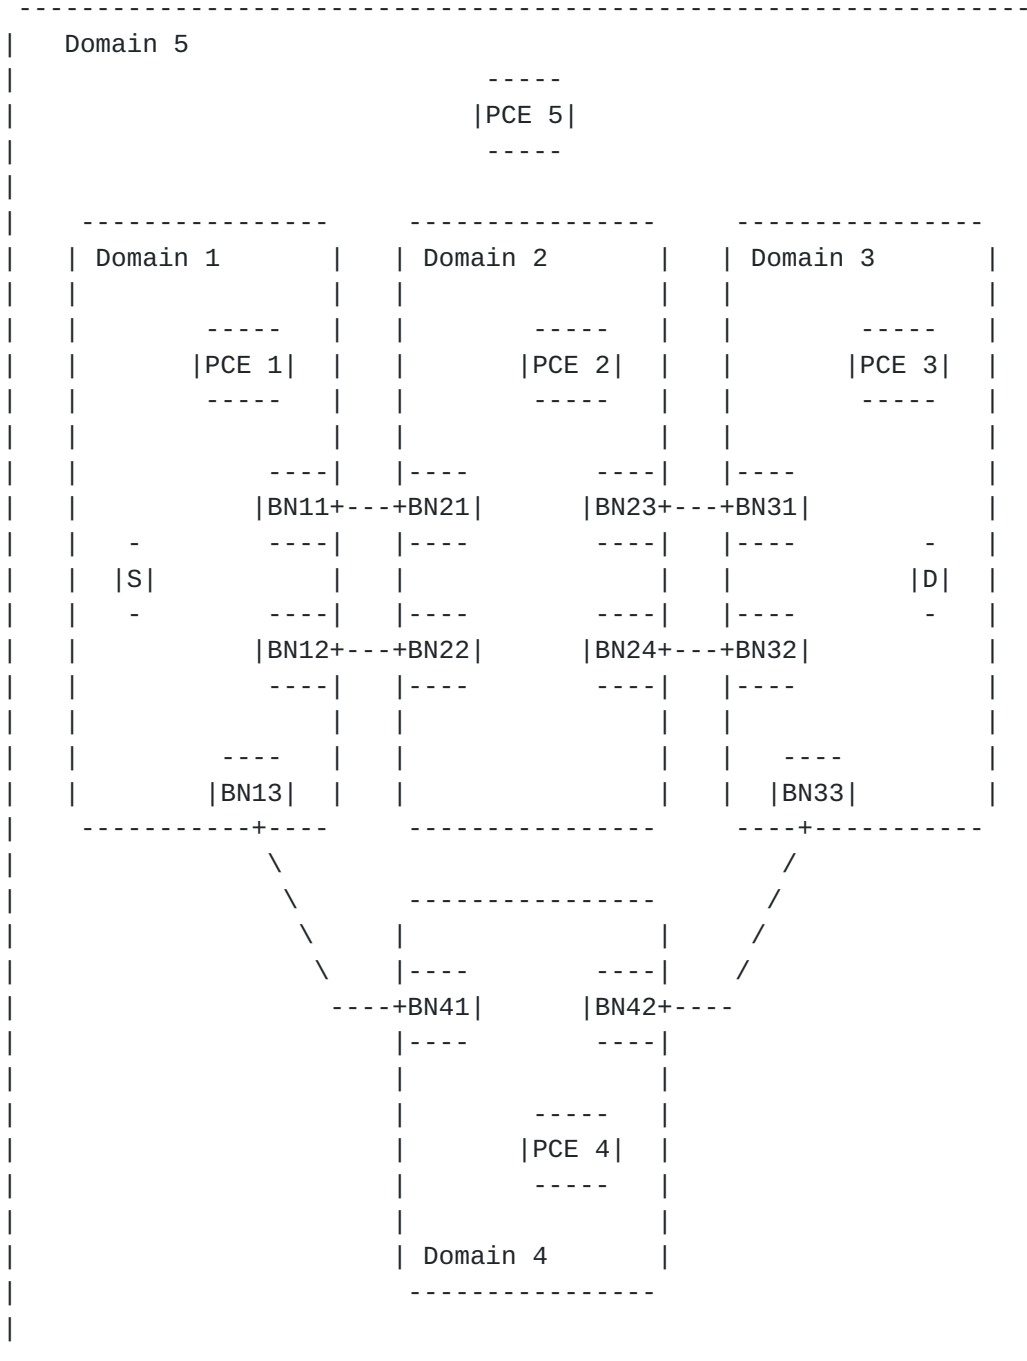 Domain 5
PCE 5
Domain 1 Domain 2 Domain 3
PCE 1 PCE 2 PCE 3
BN11 BN21 BN23 BN31
S D
BN12 BN22 BN24 BN32
BN13 BN33
BN41 BN42
PCE 4
Domain 4